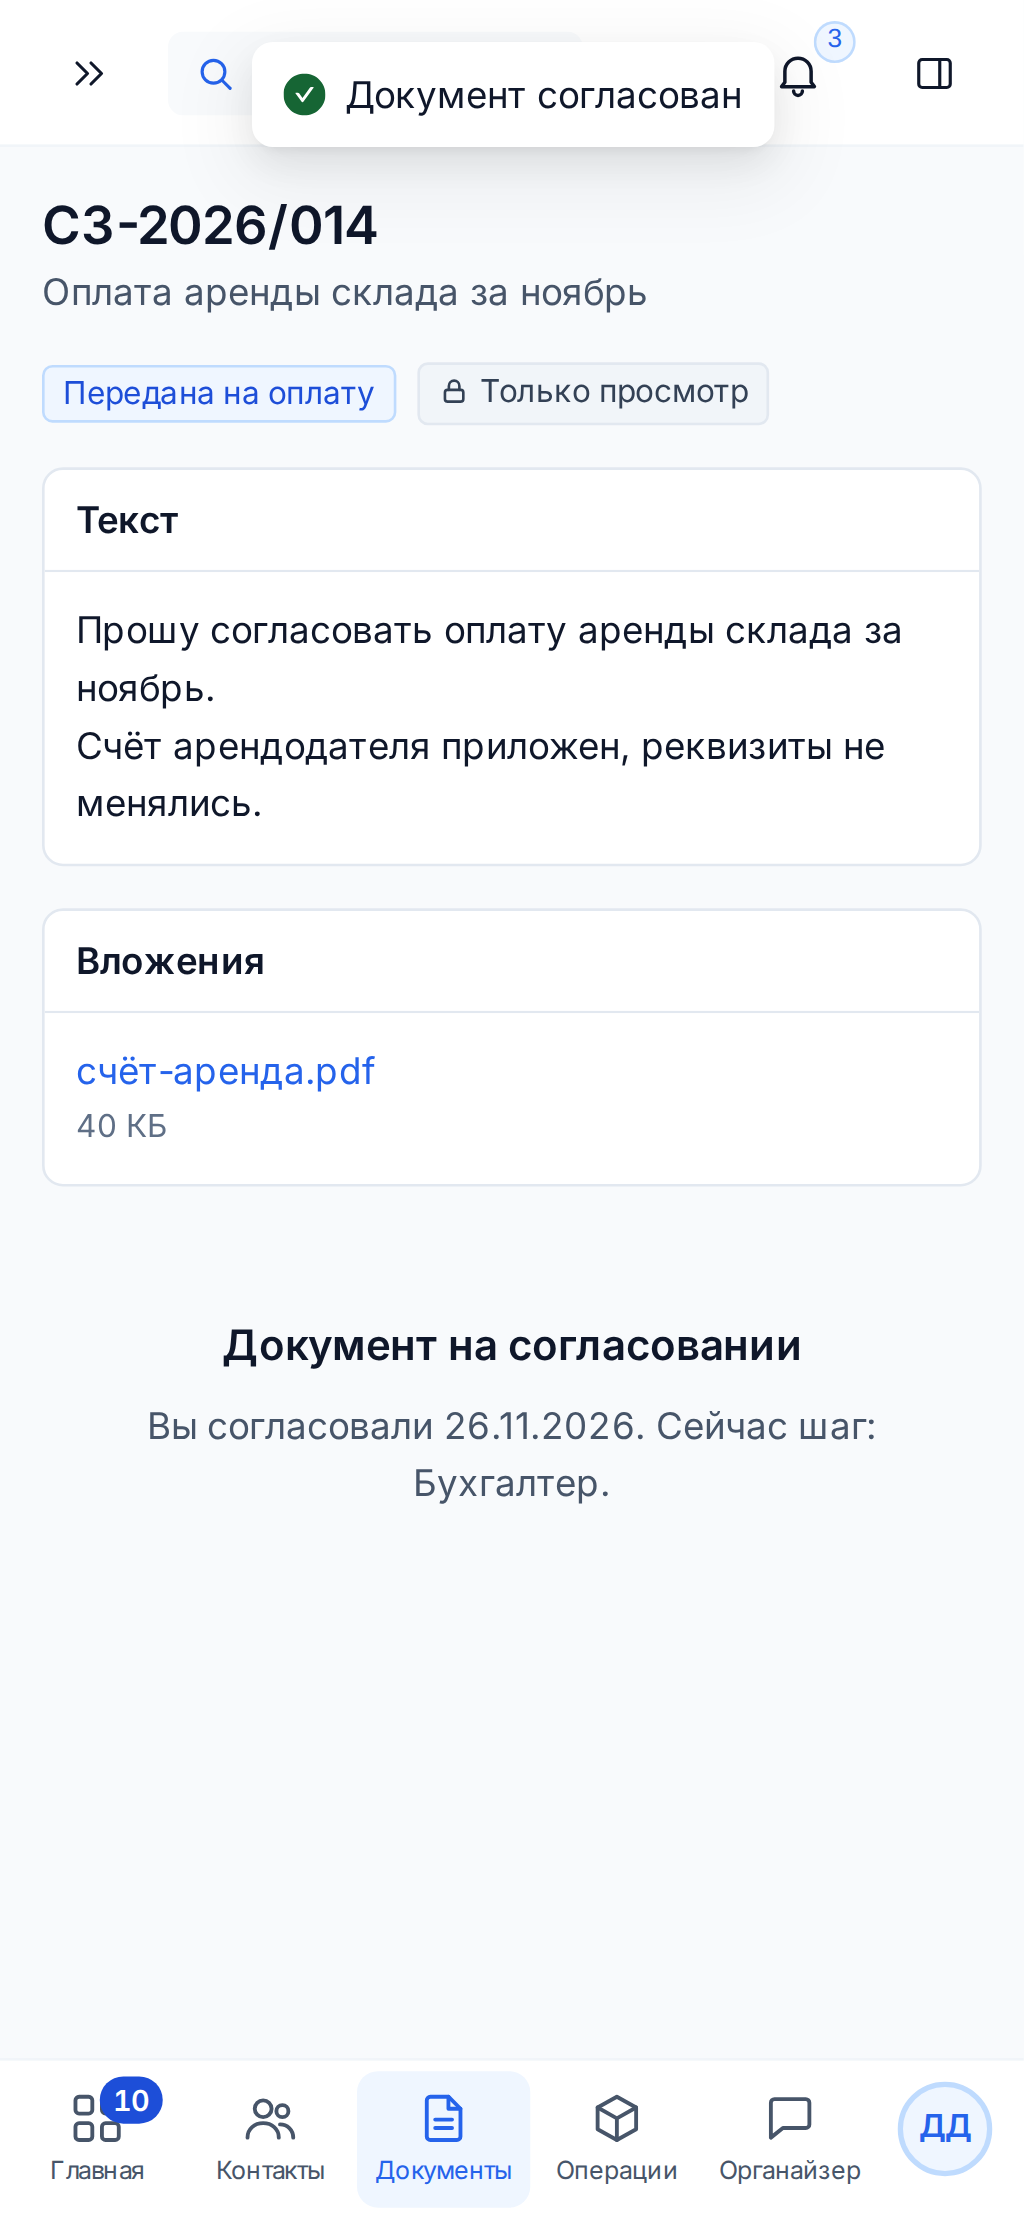 3
Документ согласован
СЗ-2026/014
Оплата аренды склада за ноябрь
Передана на оплату
Только просмотр
Текст
Прошу согласовать оплату аренды склада за
ноябрь.
Счёт арендодателя приложен, реквизиты не
менялись.
Вложения
счёт-аренда.pdf
40 КБ
Документ на согласовании
Вы согласовали 26.11.2026. Сейчас шаг:
Бухгалтер.
10
Главная
Контакты
Документы
Операции
Органайзер
ДД